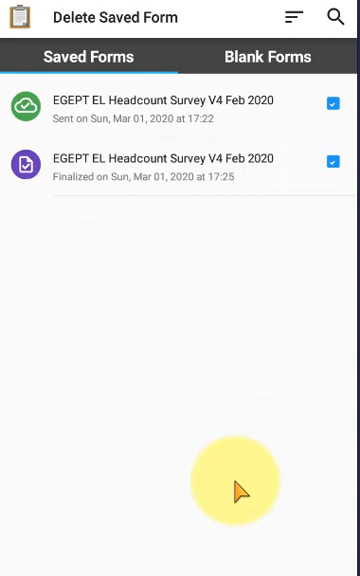 Delete Saved Form
Saved Forms
Blank Forms
EGEPT EL Headcount Survey V4 Feb 2020
Sent on Sun, Mar 01, 2020 at 17:22
EGEPT EL Headcount Survey V4 Feb 2020
Finalized on Sun, Mar 01, 2020 at 17:25